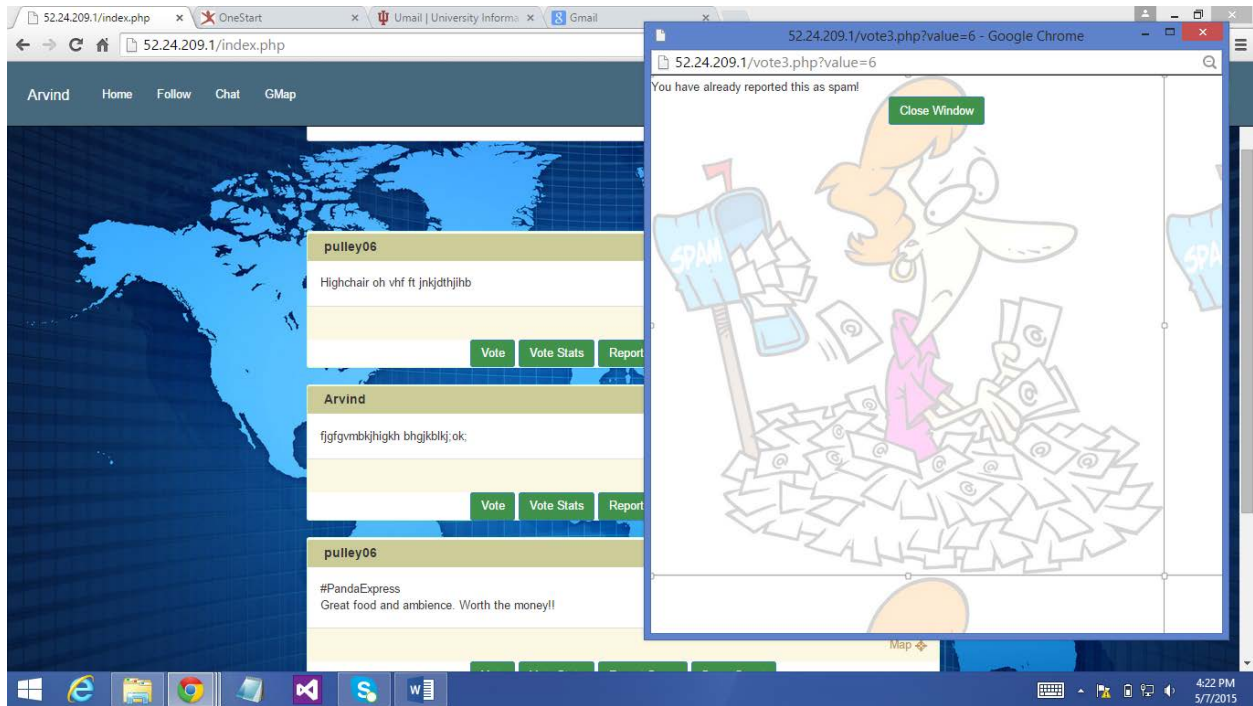 52.24.209.1/index.php
OneStart
Umail | University Informa
Gmail
52.24.209.1/index.php
Arvind Home Follow Chat GMap
pulley06
Highchair oh vhf ft jnkjdthjihb
Vote Vote Stats Report
Arvind
fjgfgvmbkjhigkh bhgjkblkj;ok;
Vote Vote Stats Report
pulley06
#PandaExpress
Great food and ambience. Worth the money!!
Map
52.24.209.1/vote3.php?value=6 - Google Chrome
52.24.209.1/vote3.php?value=6
You have already reported this as spam!
Close Window
SPAM
4:22 PM
5/7/2015